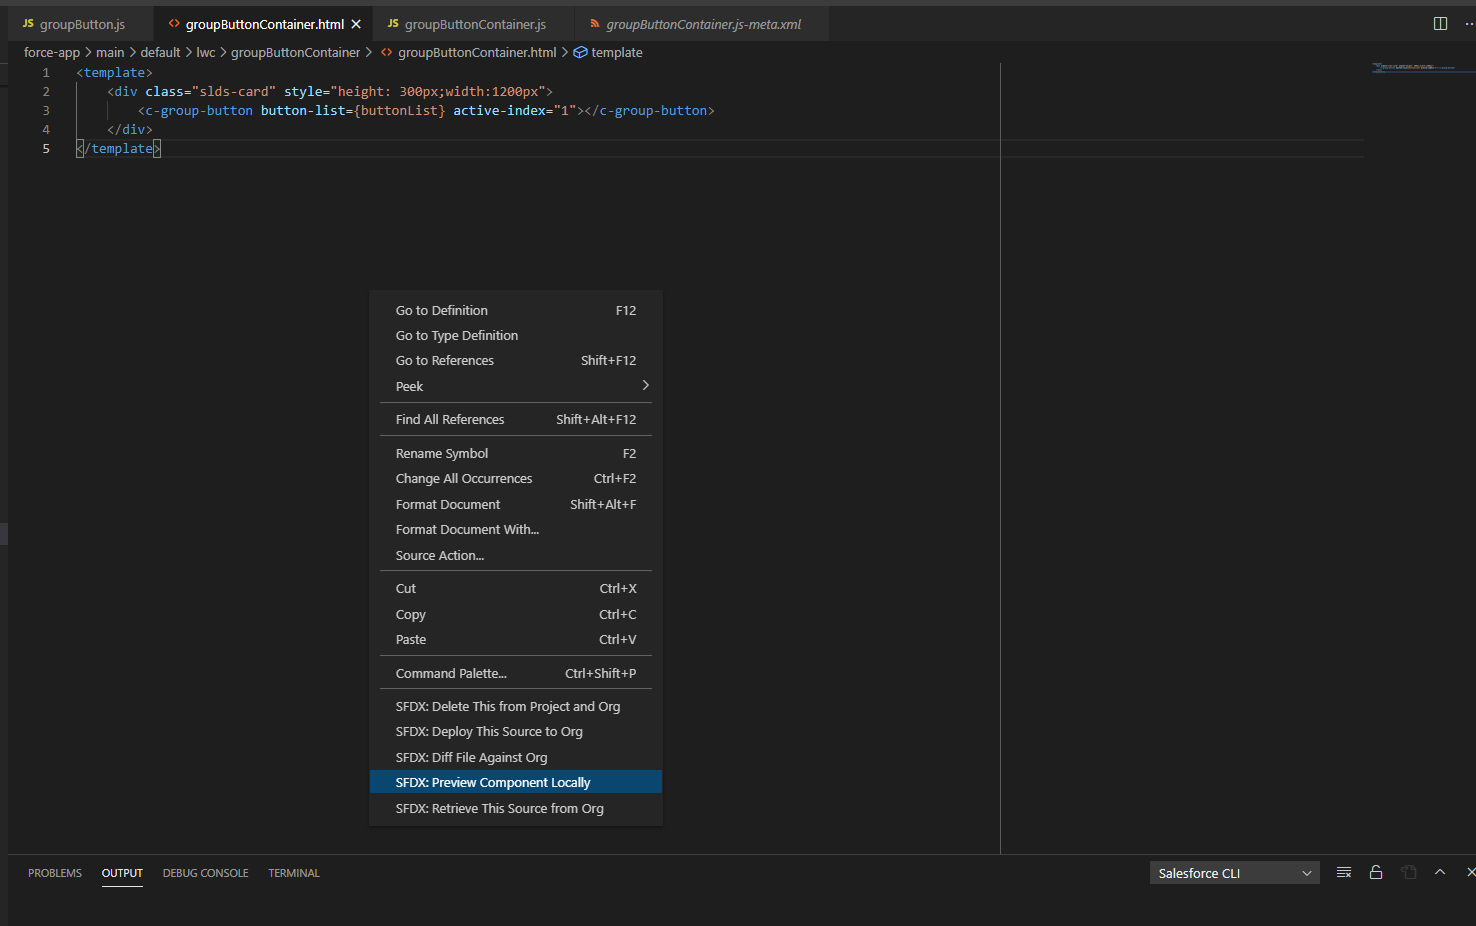 JS groupButton.js
<> groupButtonContainer.html
JS groupButtonContainer.js
groupButtonContainer.js-meta.xml
force-app > main > default > lwc > groupButtonContainer > <> groupButtonContainer.html > template
1 <template>
2 <div class="slds-card" style="height: 300px;width:1200px">
3 <c-group-button button-list={buttonList} active-index="1"></c-group-button>
4 </div>
5 </template>
Go to Definition F12
Go to Type Definition
Go to References Shift+F12
Peek
Find All References Shift+Alt+F12
Rename Symbol F2
Change All Occurrences Ctrl+F2
Format Document Shift+Alt+F
Format Document With...
Source Action...
Cut Ctrl+X
Copy Ctrl+C
Paste Ctrl+V
Command Palette... Ctrl+Shift+P
SFDX: Delete This from Project and Org
SFDX: Deploy This Source to Org
SFDX: Diff File Against Org
SFDX: Preview Component Locally
SFDX: Retrieve This Source from Org
PROBLEMS OUTPUT DEBUG CONSOLE TERMINAL
Salesforce CLI